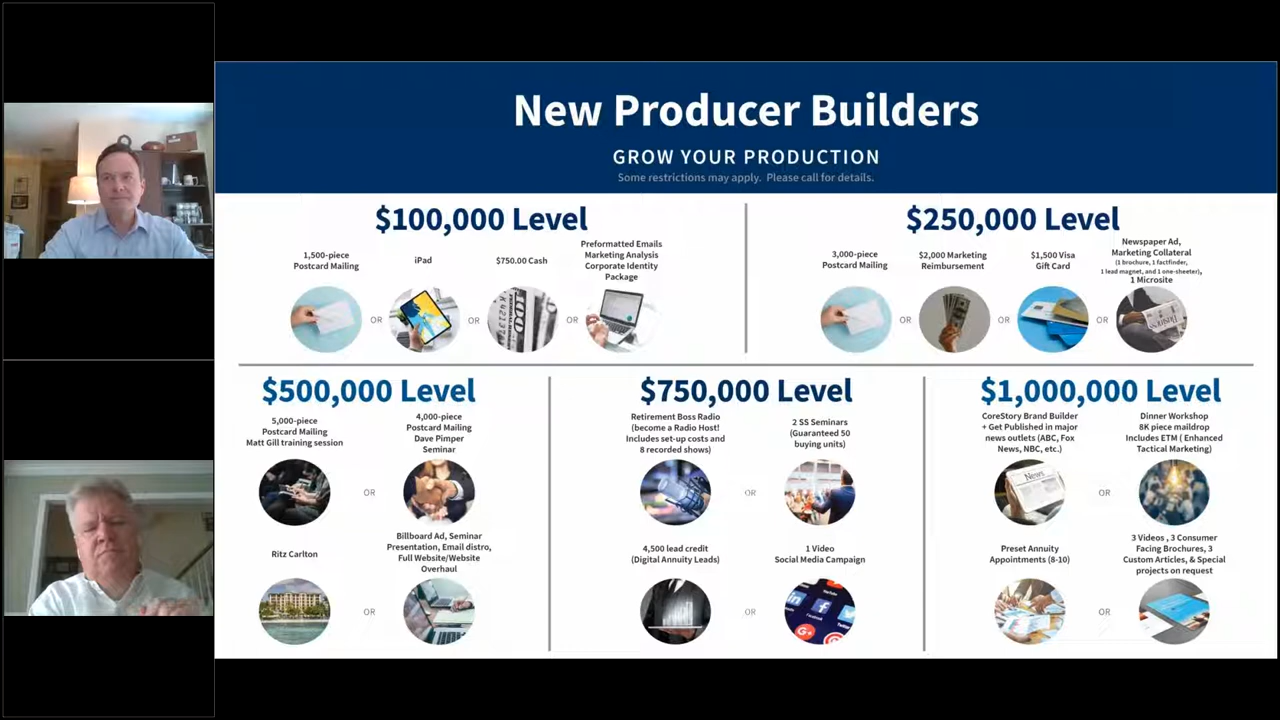 New Producer Builders
GROW YOUR PRODUCTION
Some restrictions may apply. Please call for details.
$100,000 Level
1,500-piece
Postcard Mailing
iPad
$750.00 Cash
Preformatted Emails
Marketing Analysis
Corporate Identity
Package
OR
OR
OR
$250,000 Level
3,000-piece
Postcard Mailing
$2,000 Marketing
Reimbursement
$1,500 Visa
Gift Card
Newspaper Ad,
Marketing Collateral
(1 brochure, 1 factfinder,
1 lead magnet, and 1 one-sheeter),
1 Microsite
OR
OR
OR
$500,000 Level
5,000-piece
Postcard Mailing
Matt Gill training session
4,000-piece
Postcard Mailing
Dave Pimper
Seminar
OR
Ritz Carlton
Billboard Ad, Seminar
Presentation, Email distro,
Full Website/Website
Overhaul
OR
$750,000 Level
Retirement Boss Radio
(become a Radio Host!
Includes set-up costs and
8 recorded shows)
2 SS Seminars
(Guaranteed 50
buying units)
OR
4,500 lead credit
(Digital Annuity Leads)
1 Video
Social Media Campaign
OR
$1,000,000 Level
CoreStory Brand Builder
+ Get Published in major
news outlets (ABC, Fox
News, NBC, etc.)
Dinner Workshop
8K piece maildrop
Includes ETM ( Enhanced
Tactical Marketing)
News
OR
Preset Annuity
Appointments (8-10)
3 Videos , 3 Consumer
Facing Brochures, 3
Custom Articles, & Special
projects on request
OR